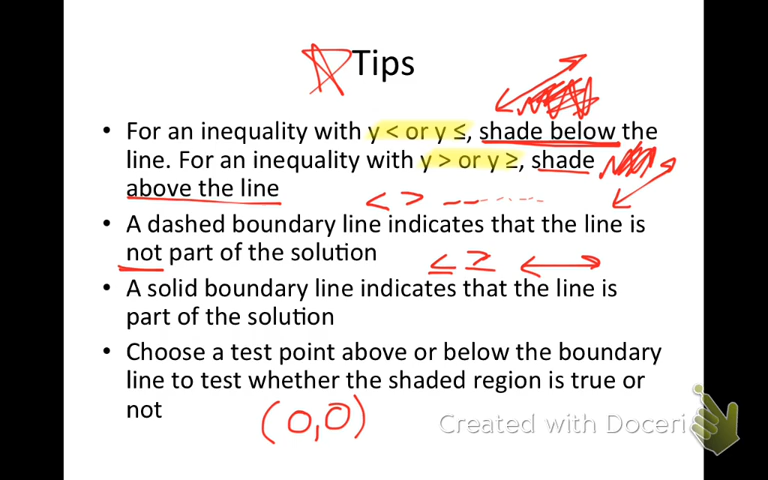 Tips
• For an inequality with y < or y ≤, shade below the
line. For an inequality with y > or y ≥, shade
above the line
< >
• A dashed boundary line indicates that the line is
not part of the solution
≤ ≥
• A solid boundary line indicates that the line is
part of the solution
• Choose a test point above or below the boundary
line to test whether the shaded region is true or
not
(0,0)
Created with Doceri